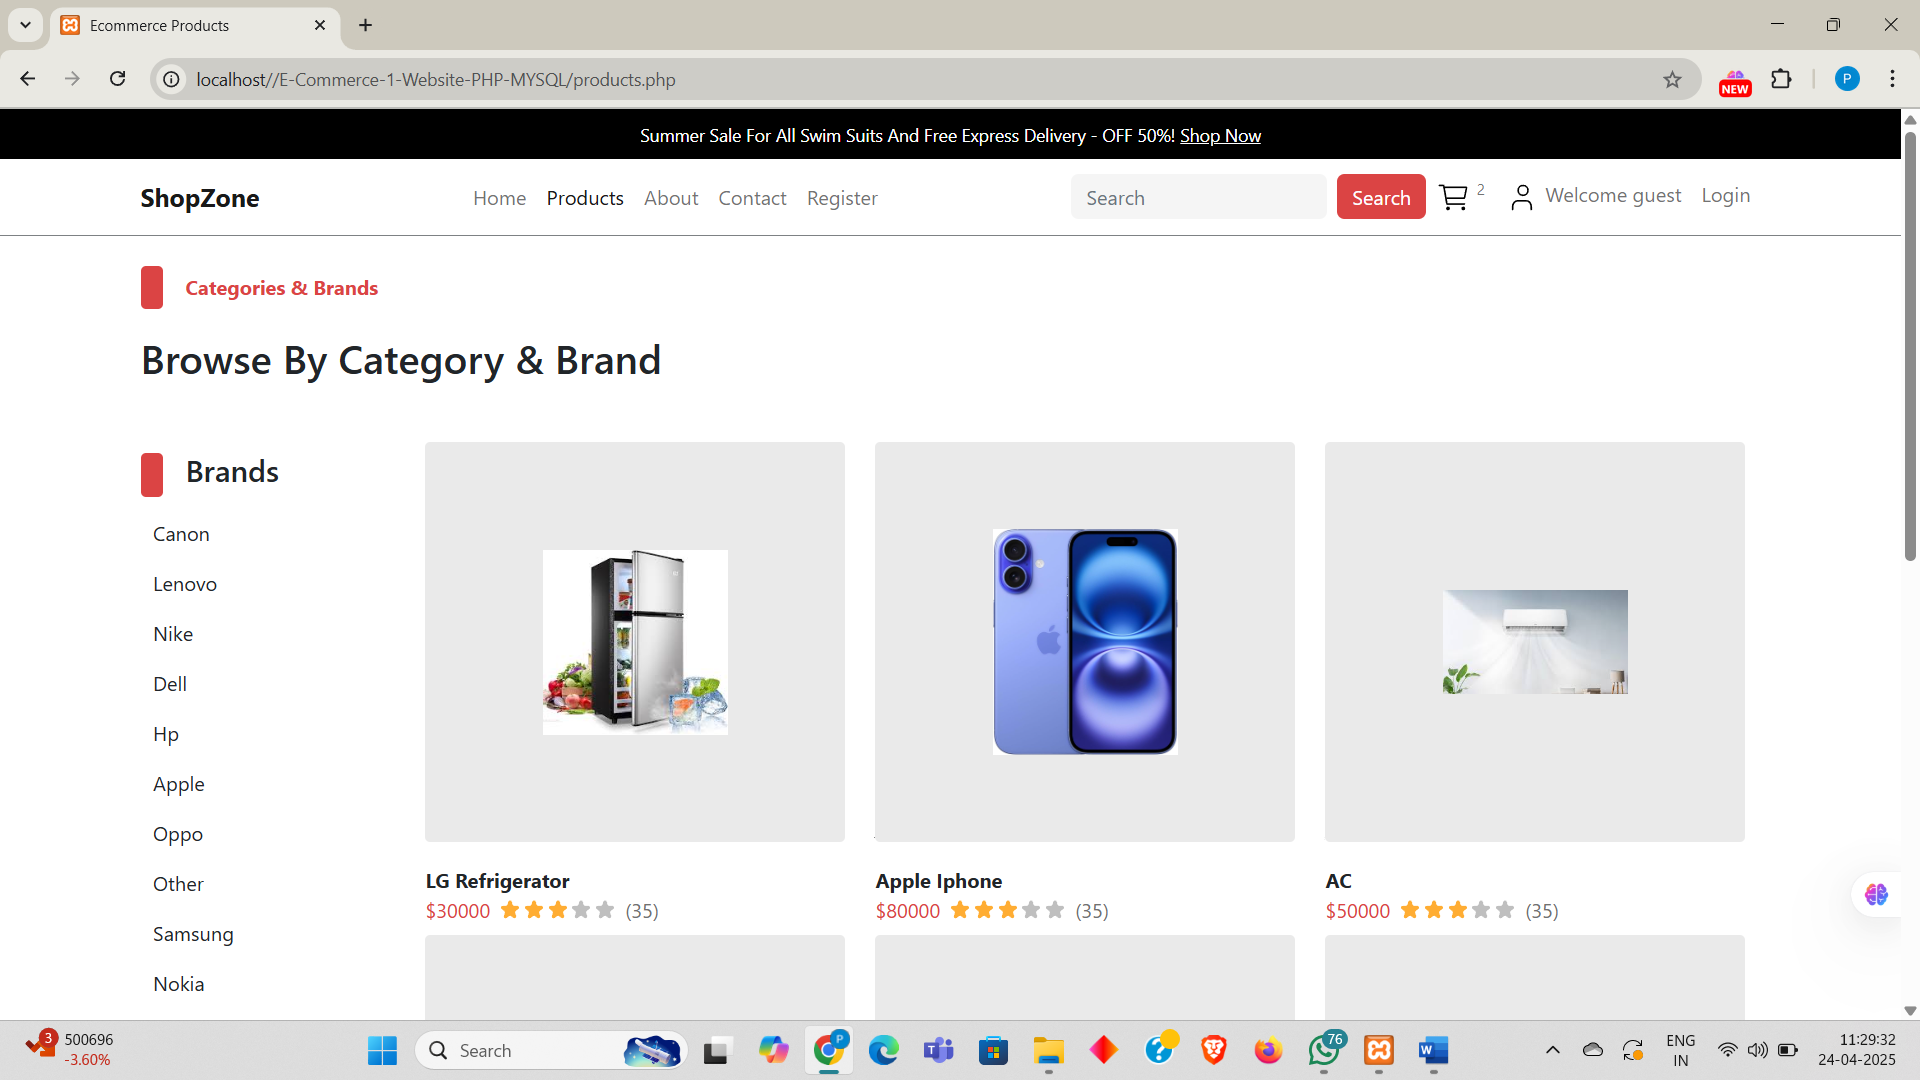 Ecommerce Products
localhost//E-Commerce-1-Website-PHP-MYSQL/products.php
NEW
P
Summer Sale For All Swim Suits And Free Express Delivery - OFF 50%! Shop Now
ShopZone
Home Products About Contact Register
Search
Search
2
Welcome guest
Login
Categories & Brands
Browse By Category & Brand
Brands
Canon
Lenovo
Nike
Dell
Hp
Apple
Oppo
Other
Samsung
Nokia
LG Refrigerator
$30000 (35)
Apple Iphone
$80000 (35)
AC
$50000 (35)
3
500696
-3.60%
Search
P
76
ENG
IN
11:29:32
24-04-2025